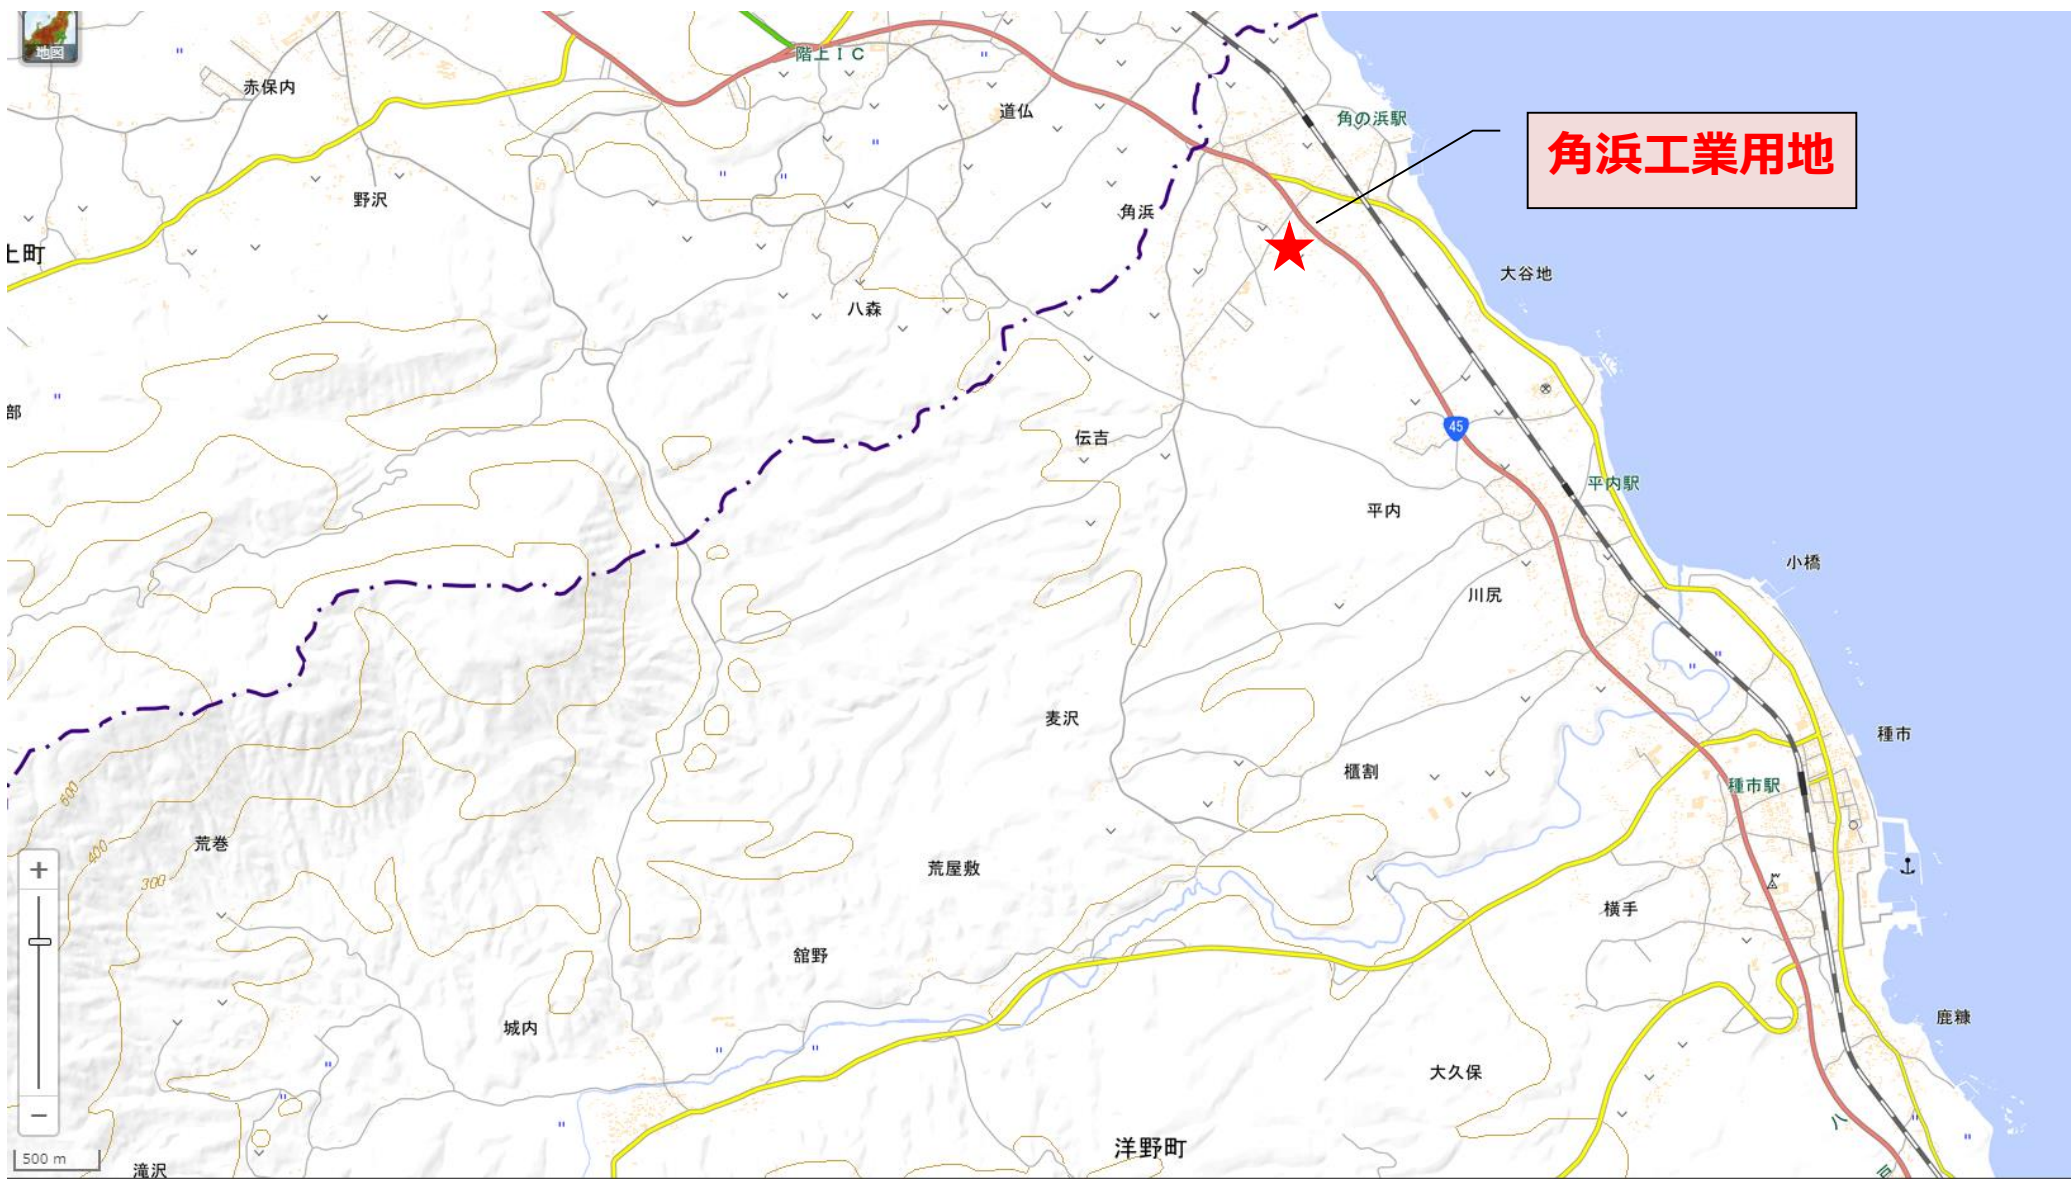 地図
階上ＩＣ
赤保内
道仏
角の浜駅
角浜工業用地
野沢
角浜
上町
大谷地
八森
部
45
伝吉
平内駅
平内
小橋
川尻
麦沢
種市
櫃割
種市駅
600
荒巻
400
300
荒屋敷
横手
舘野
鹿糠
城内
大久保
八
洋野町
500 m
滝沢
戸